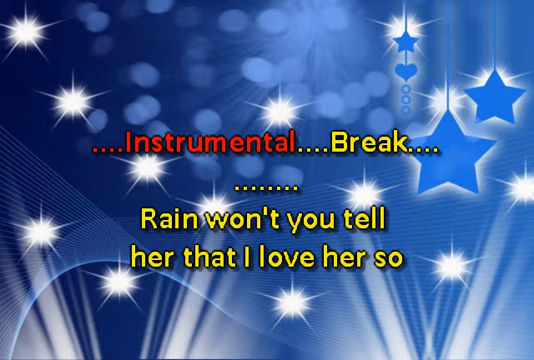 ....Instrumental....Break....
........
Rain won't you tell
her that I love her so